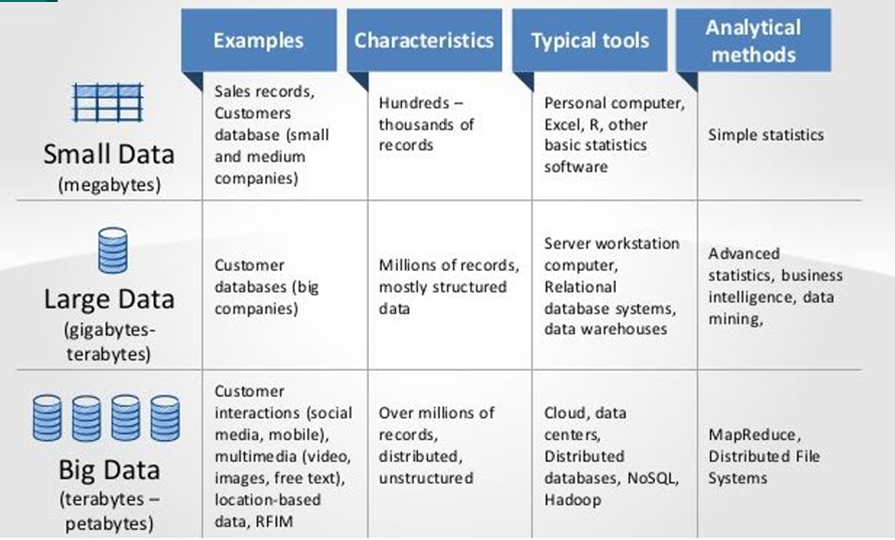 Examples
Characteristics
Typical tools
Analytical
methods
Small Data
(megabytes)
Sales records,
Customers
database (small
and medium
companies)
Hundreds –
thousands of
records
Personal computer,
Excel, R, other
basic statistics
software
Simple statistics
Large Data
(gigabytes-
terabytes)
Customer
databases (big
companies)
Millions of records,
mostly structured
data
Server workstation
computer,
Relational
database systems,
data warehouses
Advanced
statistics, business
intelligence, data
mining,
Big Data
(terabytes –
petabytes)
Customer
interactions (social
media, mobile),
multimedia (video,
images, free text),
location-based
data, RFIM
Over millions of
records,
distributed,
unstructured
Cloud, data
centers,
Distributed
databases, NoSQL,
Hadoop
MapReduce,
Distributed File
Systems